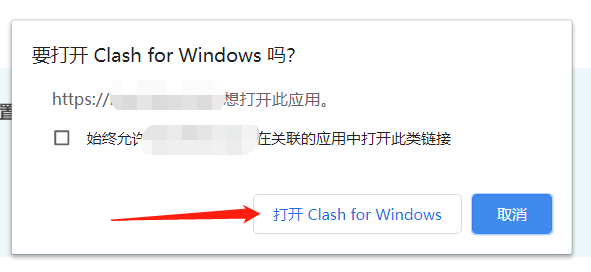 要打开 Clash for Windows 吗?
https://想打开此应用。
始终允许在关联的应用中打开此类链接
打开 Clash for Windows
取消
置